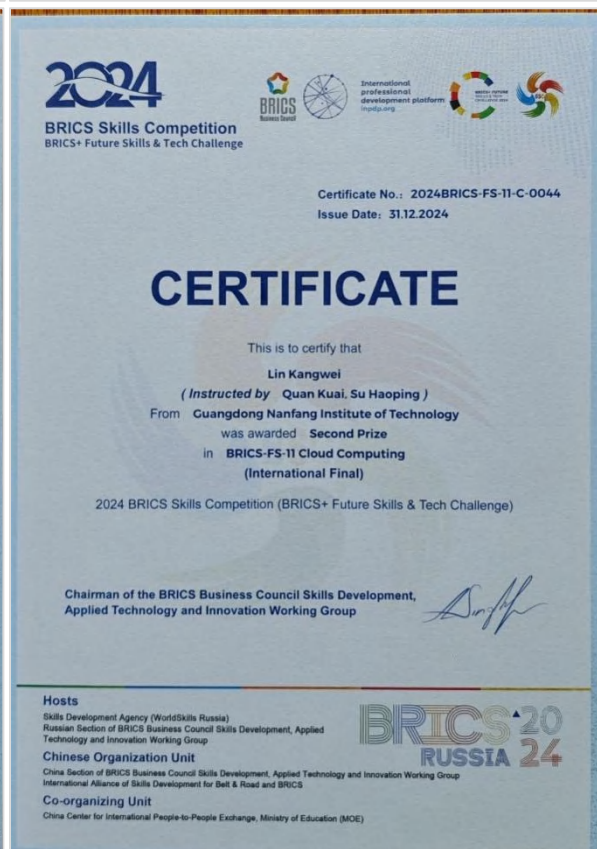 2024
BRICS Skills Competition
BRICS+ Future Skills & Tech Challenge
BRICS
Business Council
International
professional
development platform
inpdp.org
Certificate No.: 2024BRICS-FS-11-C-0044
Issue Date: 31.12.2024
CERTIFICATE
This is to certify that
Lin Kangwei
( Instructed by Quan Kuai, Su Haoping )
From Guangdong Nanfang Institute of Technology
was awarded Second Prize
in BRICS-FS-11 Cloud Computing
(International Final)
2024 BRICS Skills Competition (BRICS+ Future Skills & Tech Challenge)
Chairman of the BRICS Business Council Skills Development,
Applied Technology and Innovation Working Group
Hosts
Skills Development Agency (WorldSkills Russia)
Russian Section of BRICS Business Council Skills Development, Applied
Technology and Innovation Working Group
BRICS 20
RUSSIA 24
Chinese Organization Unit
China Section of BRICS Business Council Skills Development, Applied Technology and Innovation Working Group
International Alliance of Skills Development for Belt & Road and BRICS
Co-organizing Unit
China Center for International People-to-People Exchange, Ministry of Education (MOE)